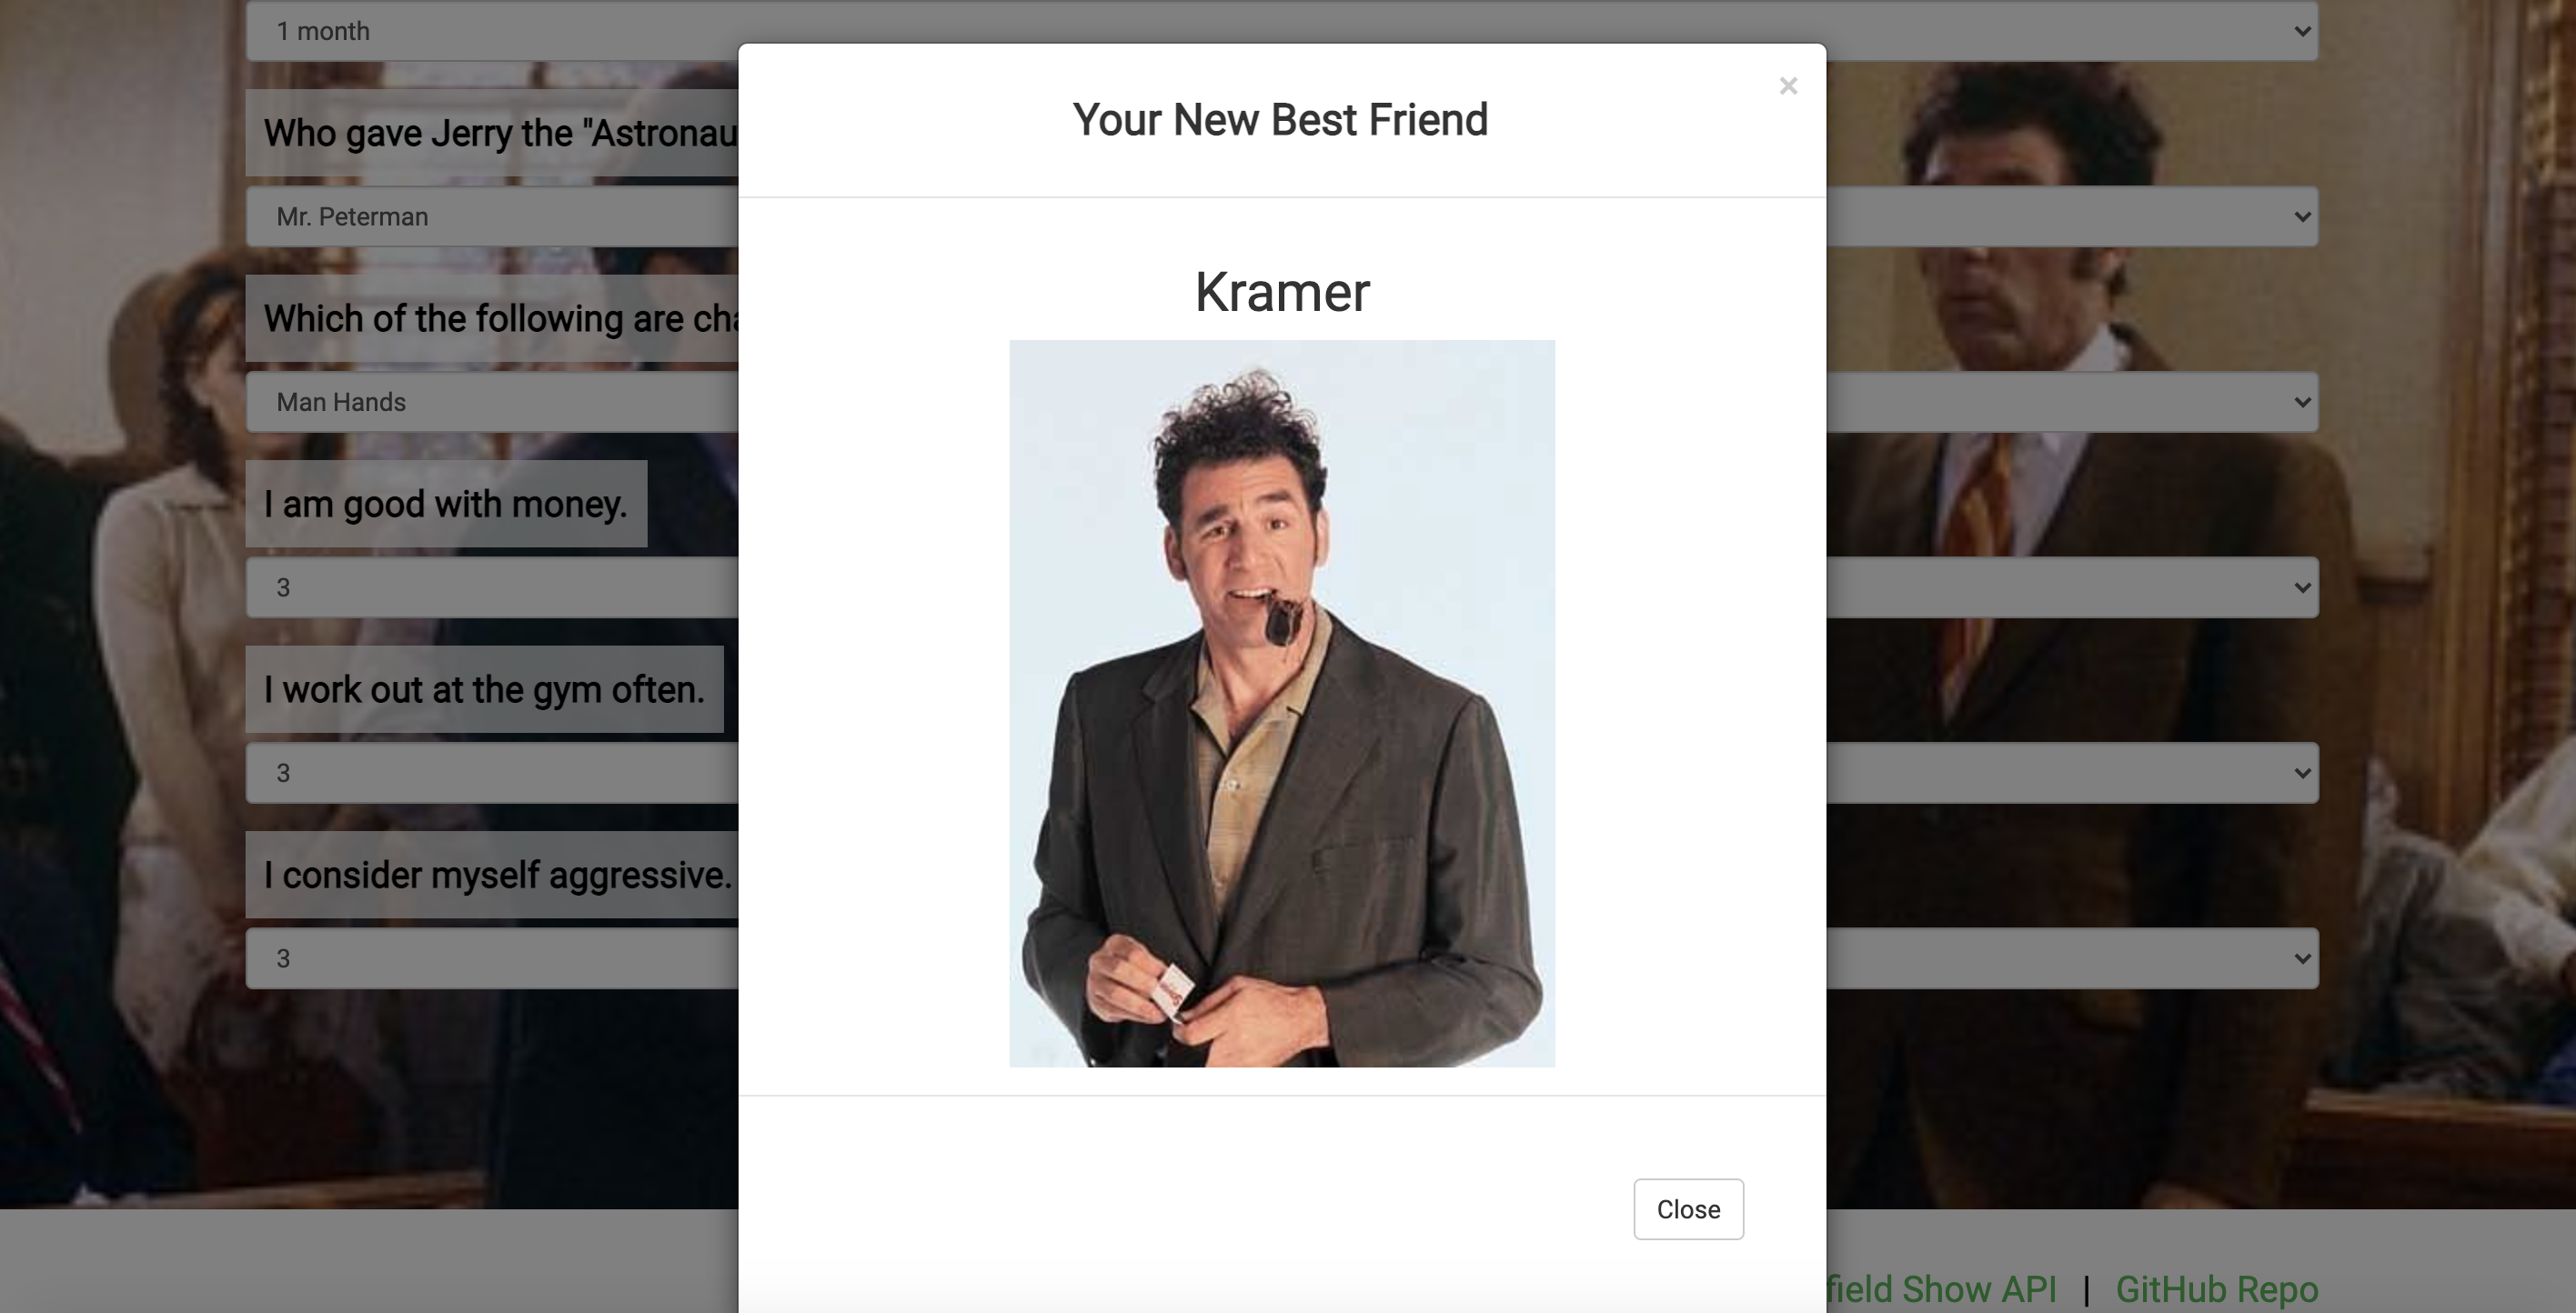 1 month
Who gave Jerry the "Astronau
Mr. Peterman
Which of the following are cha
Man Hands
I am good with money.
3
I work out at the gym often.
3
I consider myself aggressive.
3
×
Your New Best Friend
Kramer
Close
field Show API | GitHub Repo